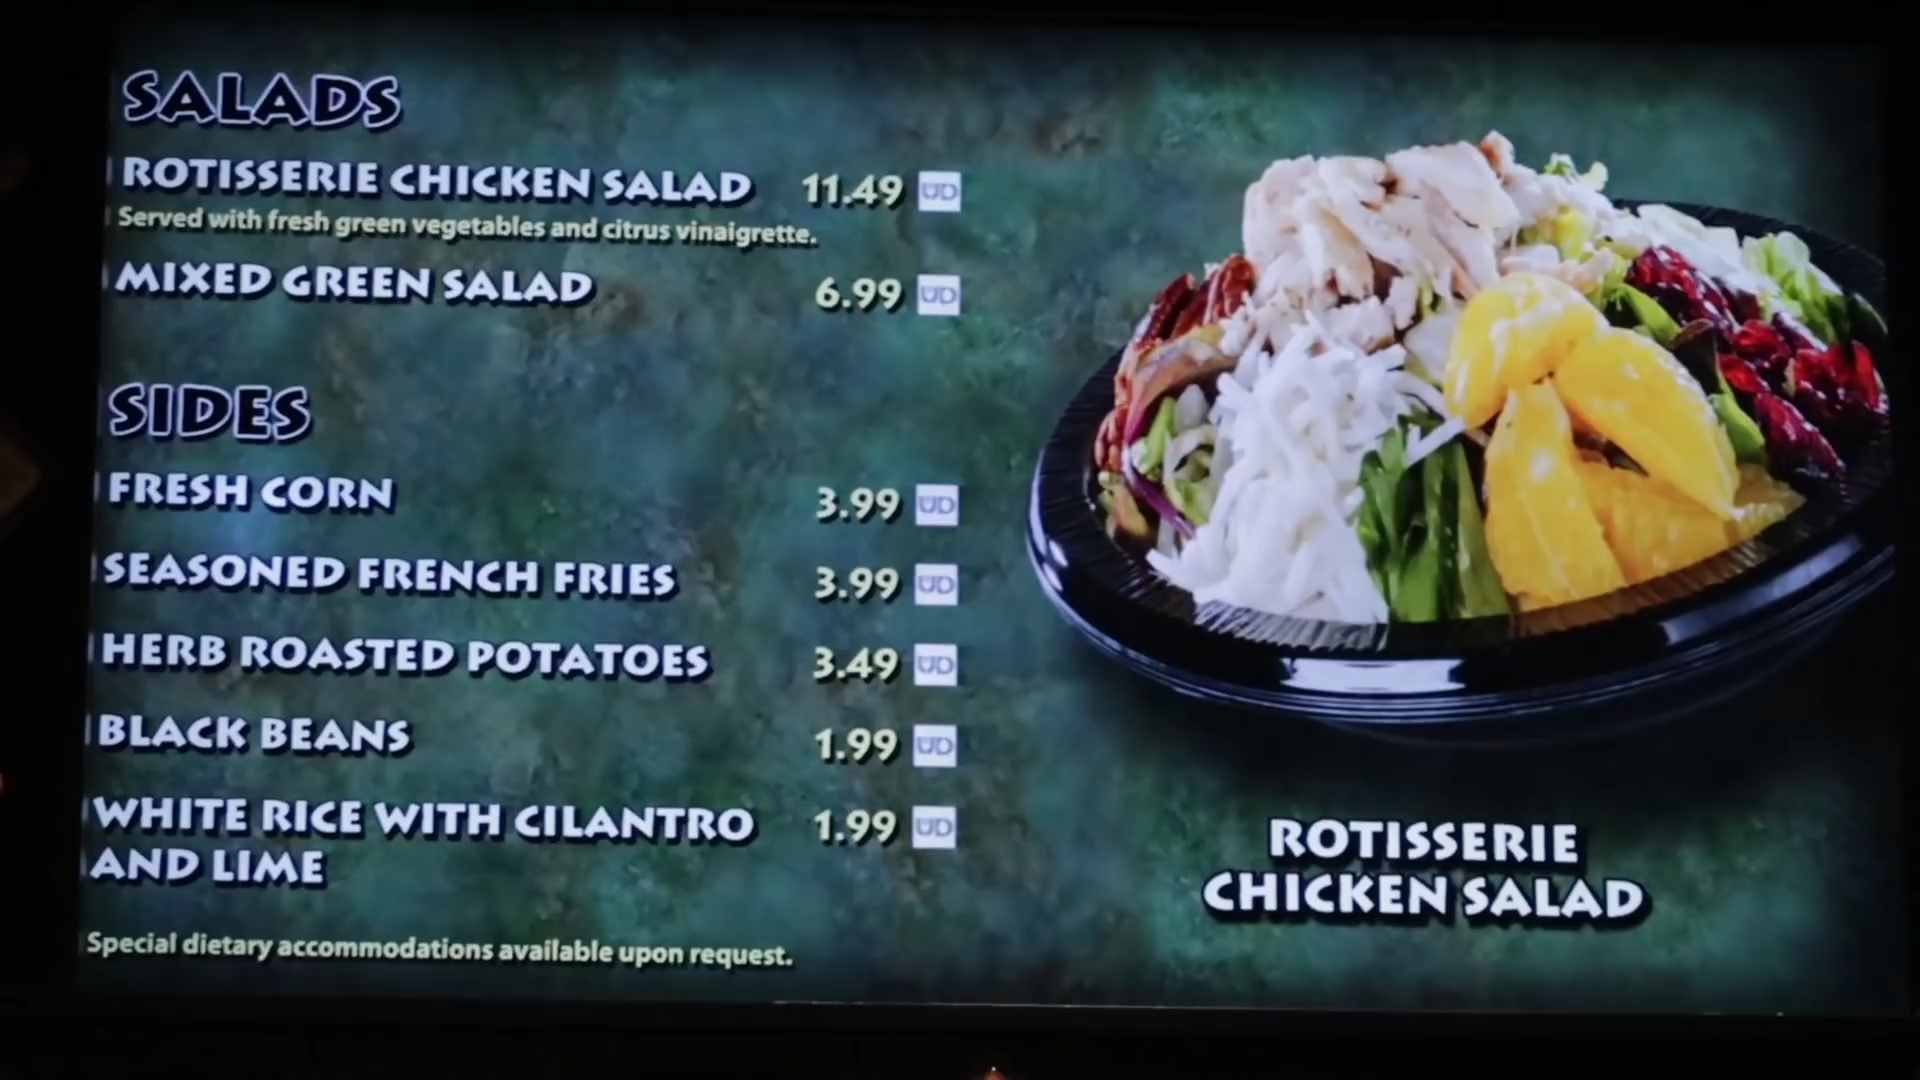 SALADS
ROTISSERIE CHICKEN SALAD 11.49 UD
Served with fresh green vegetables and citrus vinaigrette.
MIXED GREEN SALAD 6.99 UD
SIDES
FRESH CORN 3.99 UD
SEASONED FRENCH FRIES 3.99 UD
HERB ROASTED POTATOES 3.49 UD
BLACK BEANS 1.99 UD
WHITE RICE WITH CILANTRO 1.99 UD
AND LIME
Special dietary accommodations available upon request.
ROTISSERIE
CHICKEN SALAD